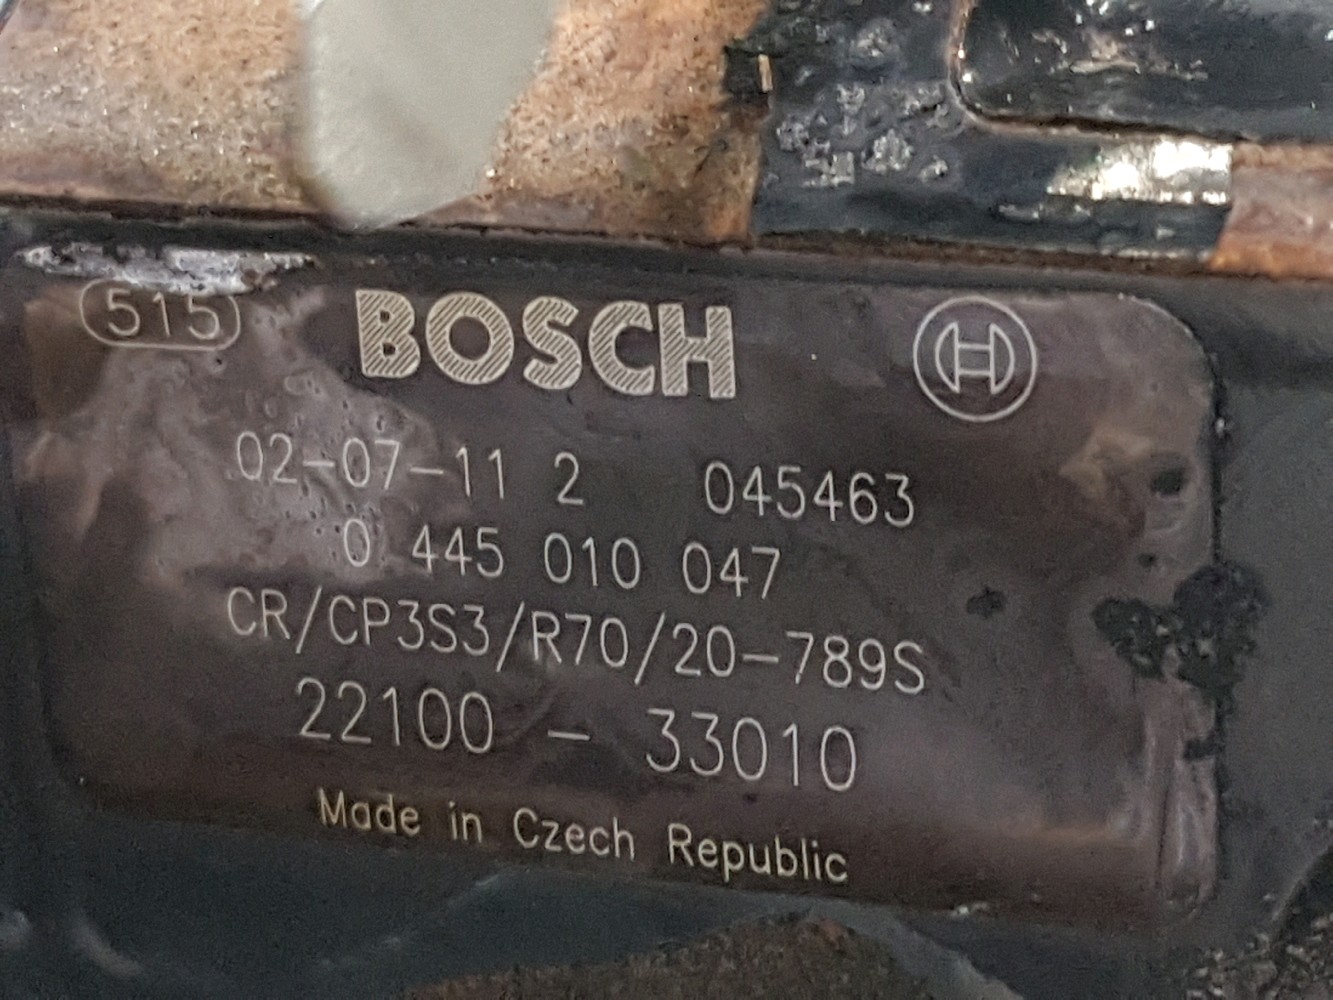 515 BOSCH
02-07-11 2 045463
0 445 010 047
CR/CP3S3/R70/20-789S
22100 - 33010
Made in Czech Republic